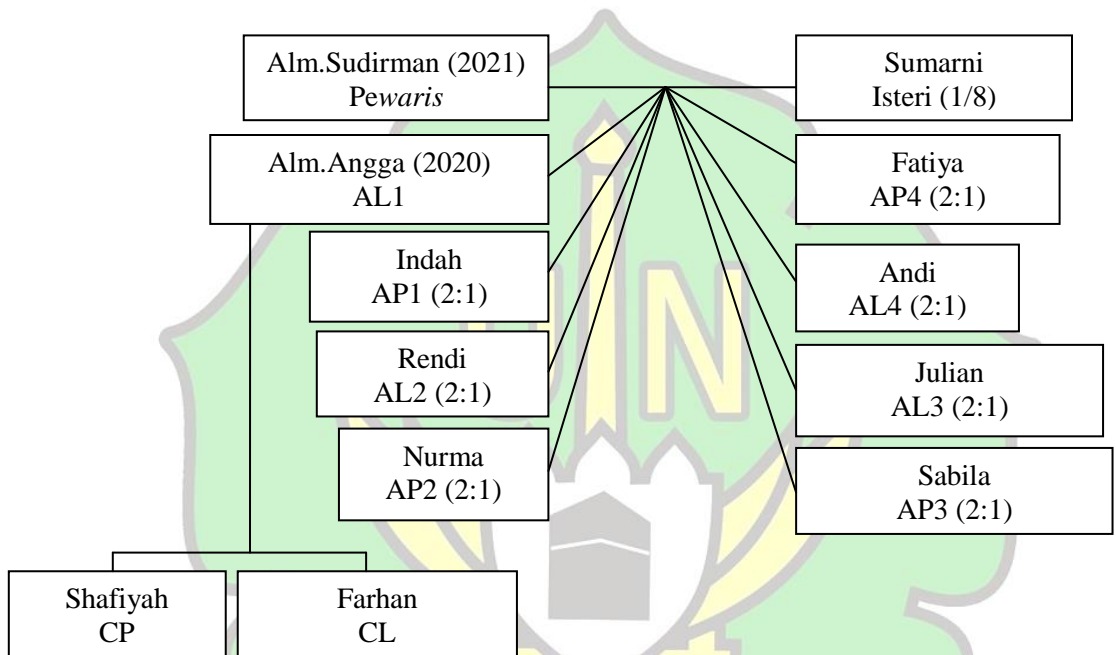 Alm.Sudirman (2021)
Pewaris
Sumarni
Isteri (1/8)
Alm.Angga (2020)
AL1
Fatiya
AP4 (2:1)
Indah
AP1 (2:1)
Andi
AL4 (2:1)
Rendi
AL2 (2:1)
Julian
AL3 (2:1)
Nurma
AP2 (2:1)
Sabila
AP3 (2:1)
Shafiyah
CP
Farhan
CL